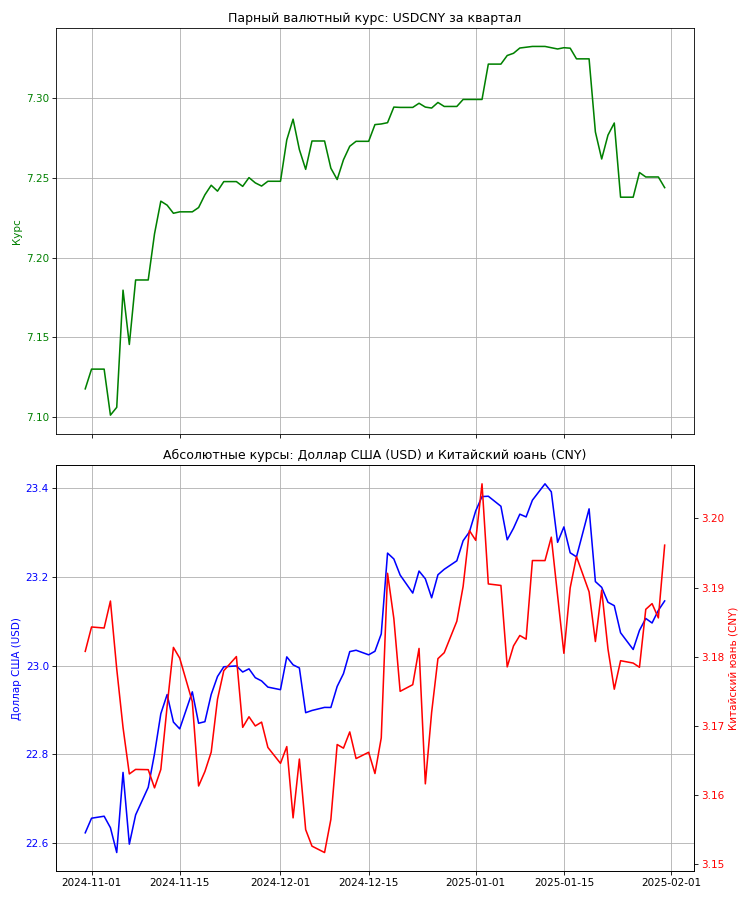 Парный валютный курс: USDCNY за квартал
Курс
7.30
7.25
7.20
7.15
7.10
Абсолютные курсы: Доллар США (USD) и Китайский юань (CNY)
Доллар США (USD)
23.4
23.2
23.0
22.8
22.6
3.20
3.19
3.18
3.17
3.16
3.15
Китайский юань (CNY)
2024-11-01 2024-11-15 2024-12-01 2024-12-15 2025-01-01 2025-01-15 2025-02-01